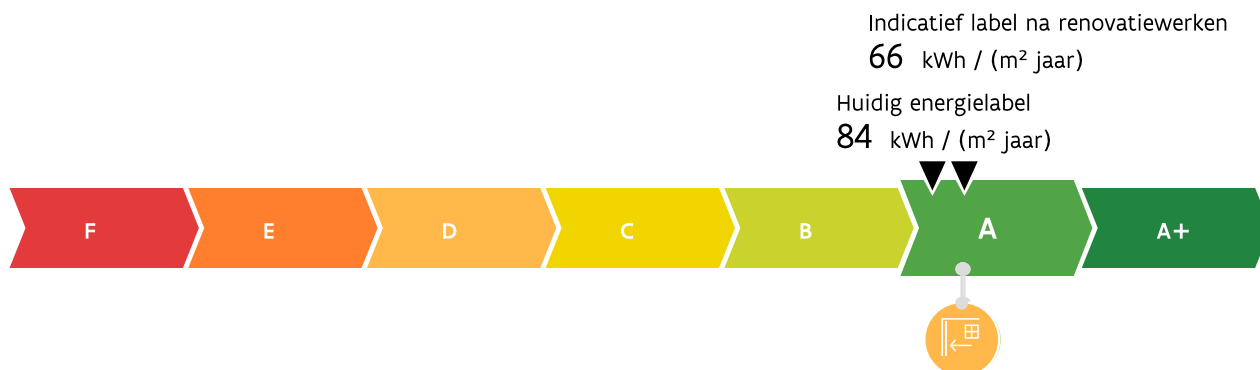 Indicatief label na renovatiewerken
66 kWh / (m² jaar)
Huidig energielabel
84 kWh / (m² jaar)
F E D C B A A+